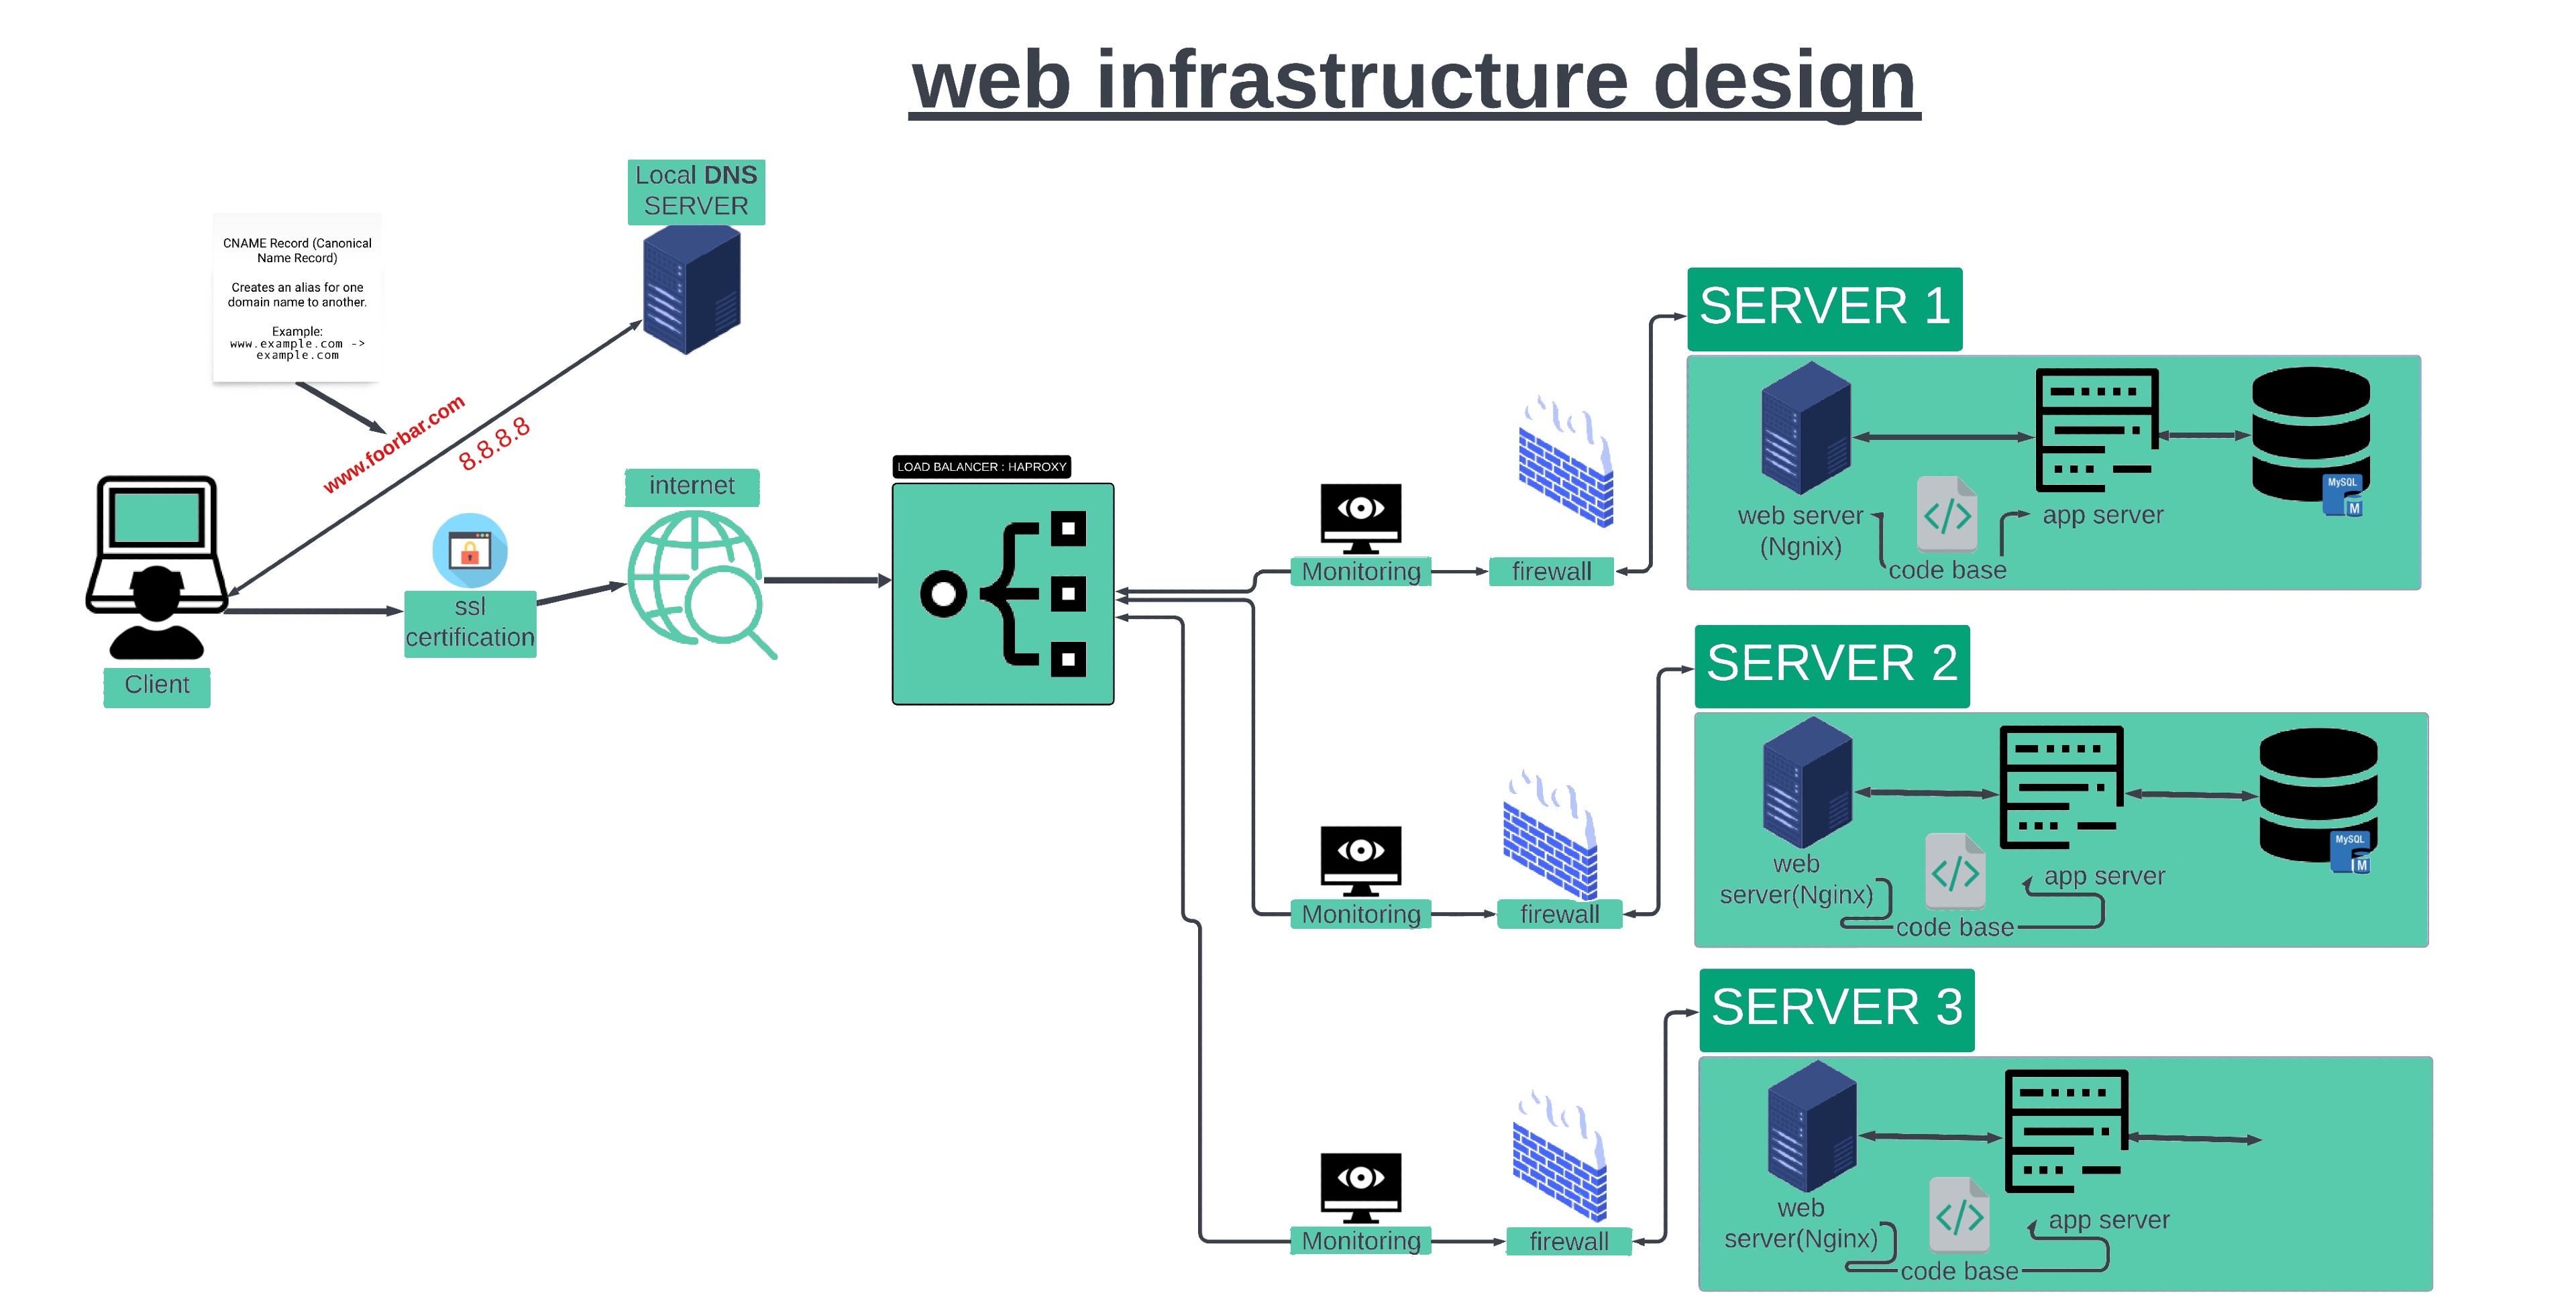 web infrastructure design
Local DNS
SERVER
CNAME Record (Canonical
Name Record)
Creates an alias for one
domain name to another.
Example:
www.example.com ->
example.com
www.foorbar.com
8.8.8.8
Client
ssl
certification
internet
LOAD BALANCER : HAPROXY
Monitoring
firewall
SERVER 1
web server
(Ngnix)
code base
app server
MySQL
M
Monitoring
firewall
SERVER 2
web
server(Nginx)
code base
app server
MySQL
M
Monitoring
firewall
SERVER 3
web
server(Nginx)
code base
app server